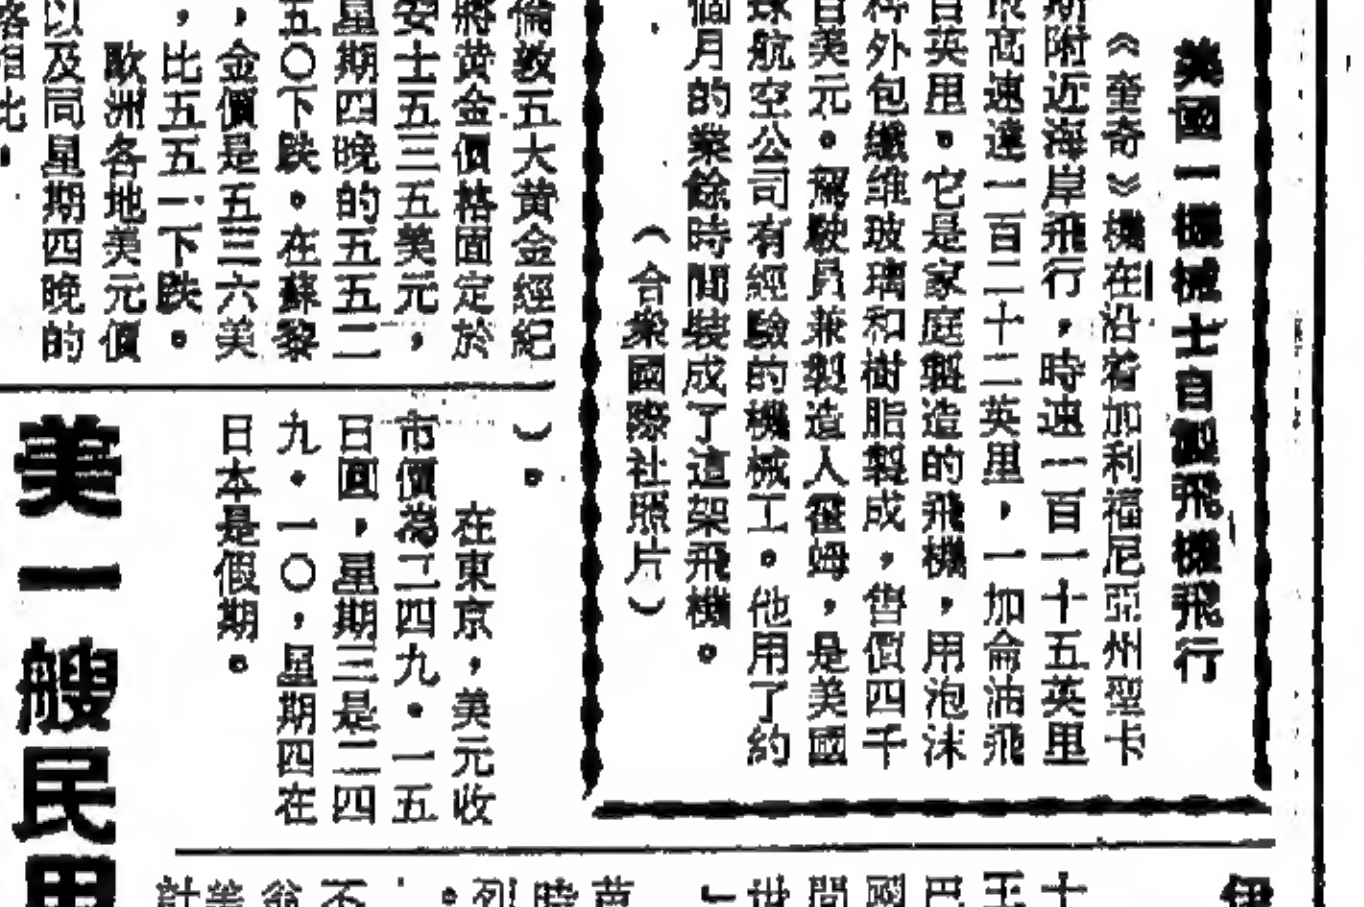 美國一機械士自製飛機飛行
《奎奇》機在沿着加利福尼亞州聖卡
斯附近海岸飛行，時速一百一十五英里
高速達一百二十二英里，一加侖油飛
百英里。它是家庭製造的飛機，用泡沫
外包纖維玻璃和樹脂製成，售價四千
百美元。駕駛員兼製造人霍姆，是美國
航空公司有經驗的機械工。他用了約
個月的業餘時間裝成了這架飛機。
（合衆國際社照片）
倫敦五大黃金經紀
將黃金價格固定於
安士五三五美元，
星期四晚的五五二
五〇下跌。在蘇黎
，金價是五三六美
，比五五一下跌。
歐洲各地美元價
以及同星期四晚的
格相比。
）。
在東京，美元收
市價為二四九・一五
日圓，星期三是二四
九・一〇，星期四在
日本是假期。
美一艘民用
伊